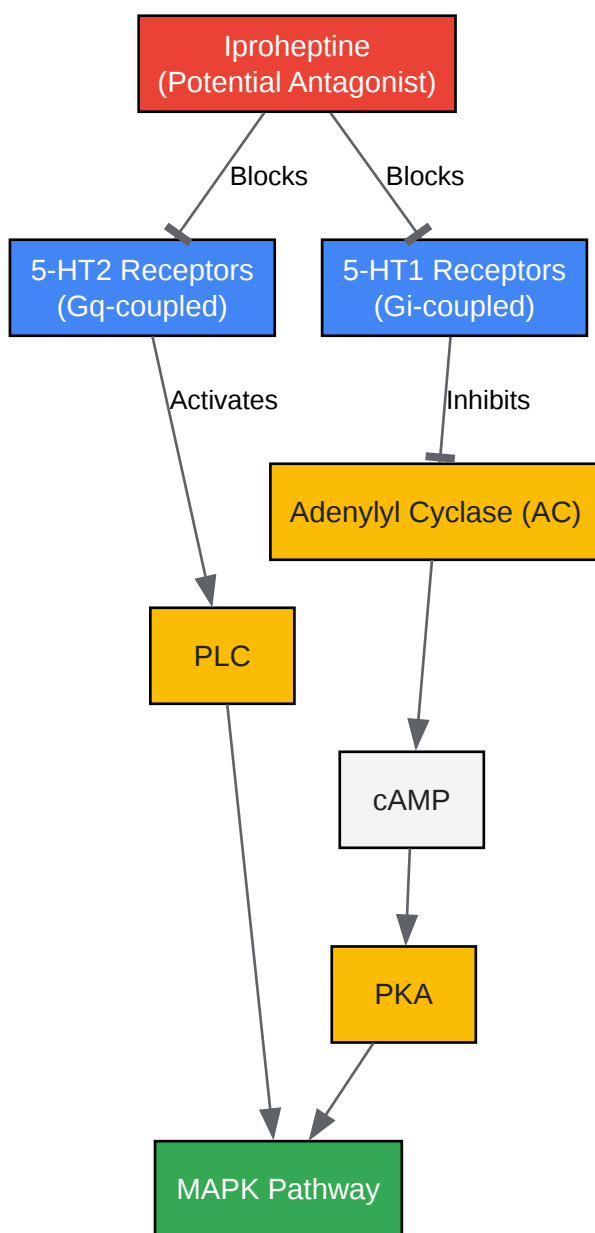 Iproheptine
(Potential Antagonist)
Blocks
Blocks
5-HT2 Receptors
(Gq-coupled)
5-HT1 Receptors
(Gi-coupled)
Activates
Inhibits
Adenylyl Cyclase (AC)
PLC
cAMP
PKA
MAPK Pathway